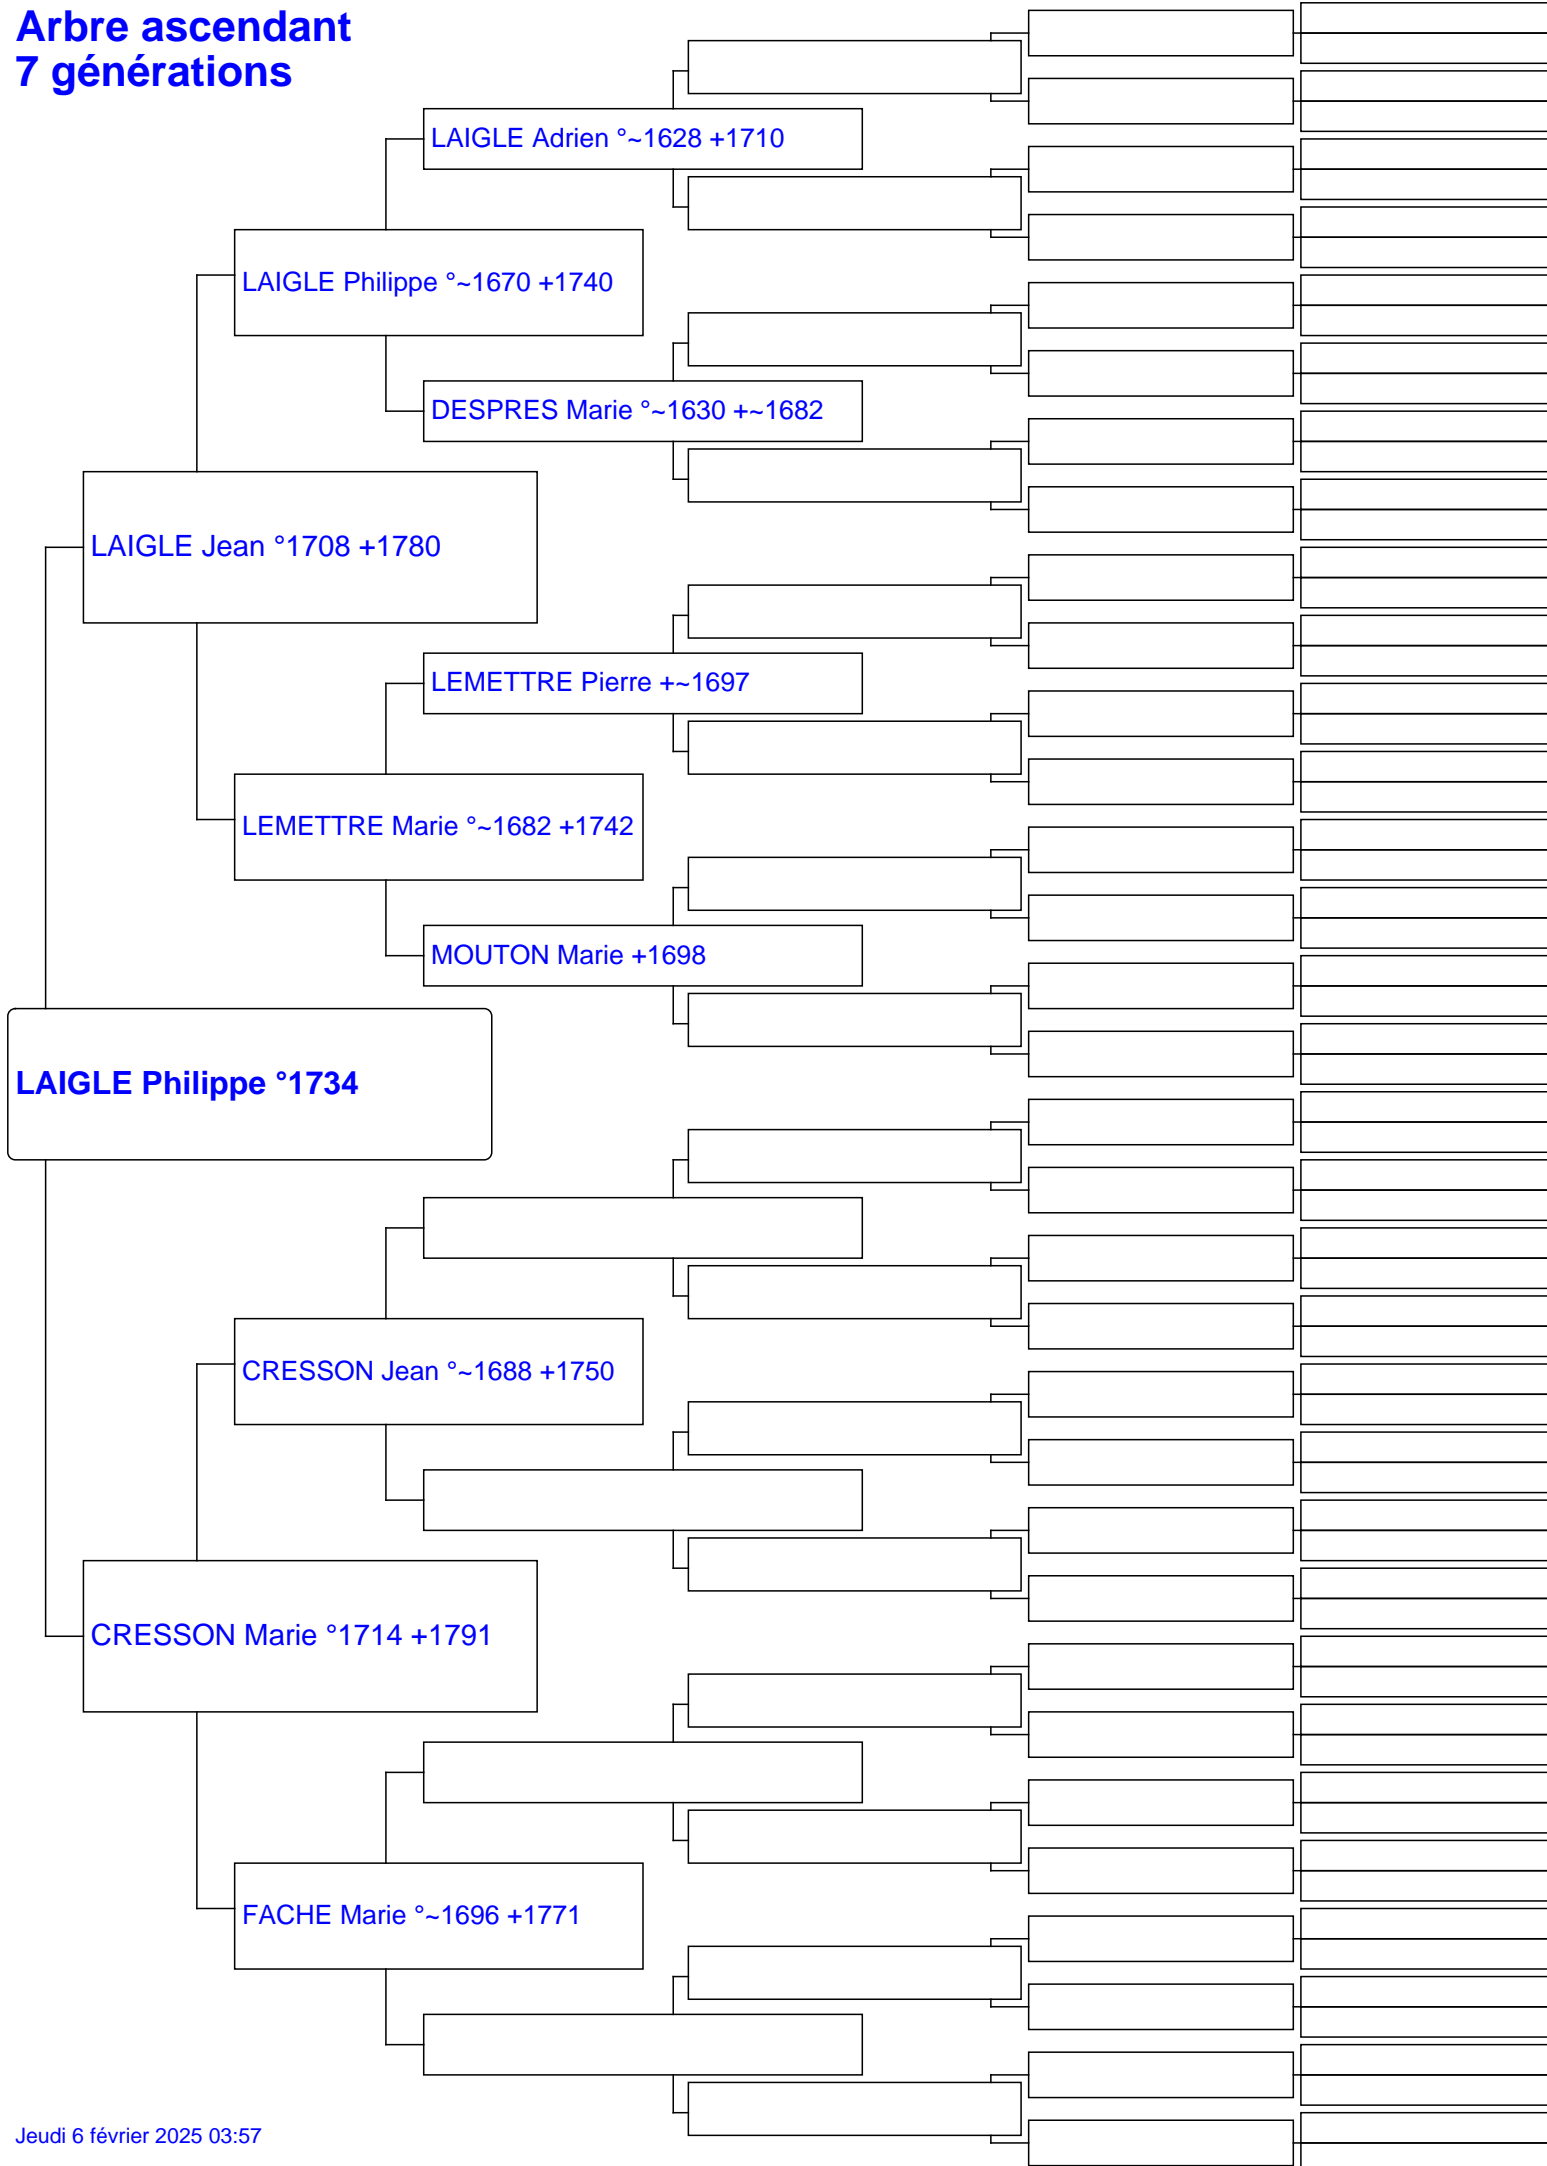 Arbre ascendant
7 générations
LAIGLE Adrien °~1628 +1710
LAIGLE Philippe °~1670 +1740
DESPRES Marie °~1630 +~1682
LAIGLE Jean °1708 +1780
LEMETTRE Pierre +~1697
LEMETTRE Marie °~1682 +1742
MOUTON Marie +1698
LAIGLE Philippe °1734
CRESSON Jean °~1688 +1750
CRESSON Marie °1714 +1791
FACHE Marie °~1696 +1771
Jeudi 6 février 2025 03:57